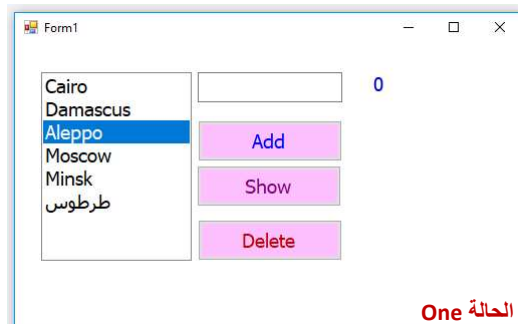 Form1
Cairo
Damascus
Aleppo
Moscow
Minsk
طرطوس
0
Add
Show
Delete
الحالة One